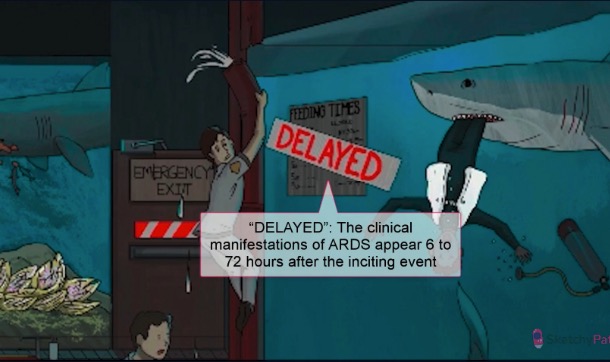 FEEDING TIMES
DELAYED
EMERGENCY
EXIT
“DELAYED”: The clinical
manifestations of ARDS appear 6 to
72 hours after the inciting event